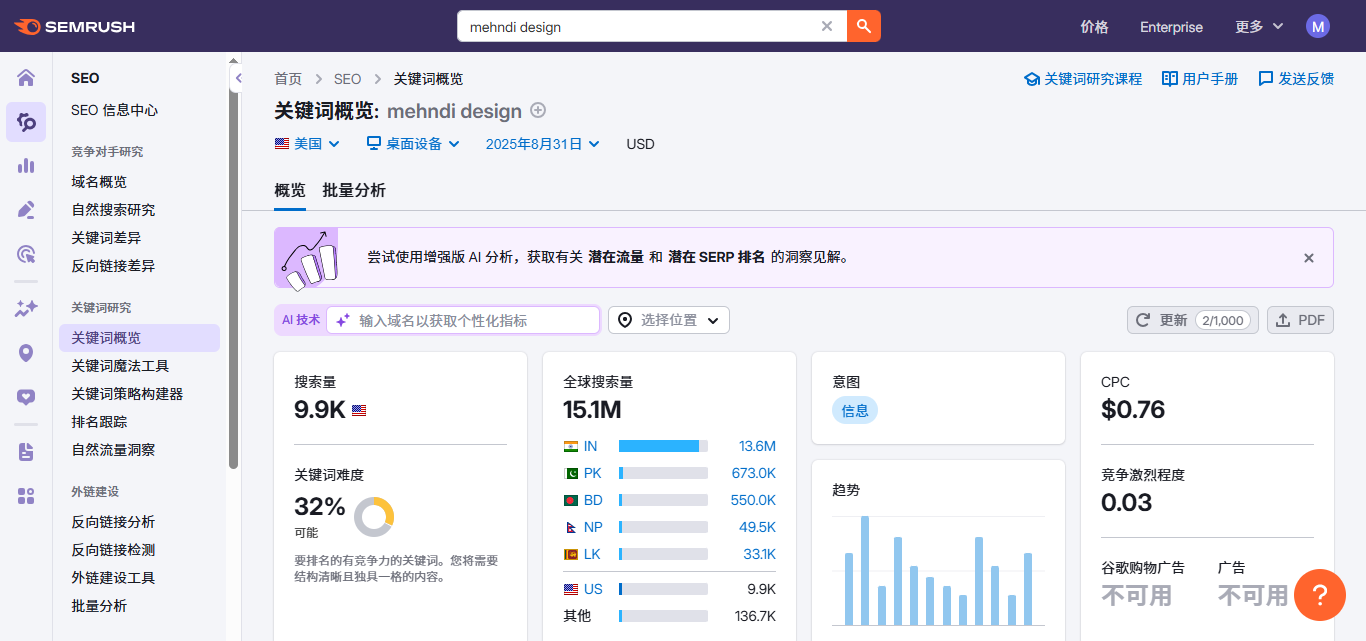 SEMRUSH
mehndi design
价格
Enterprise
更多
M
SEO
SEO 信息中心
竞争对手研究
域名概览
自然搜索研究
关键词差异
反向链接差异
关键词研究
关键词概览
关键词魔法工具
关键词策略构建器
排名跟踪
自然流量洞察
外链建设
反向链接分析
反向链接检测
外链建设工具
批量分析
首页 > SEO > 关键词概览
关键词研究课程
用户手册
发送反馈
关键词概览: mehndi design
美国
桌面设备
2025年8月31日
USD
概览
批量分析
尝试使用增强版 AI 分析，获取有关 潜在流量 和 潜在 SERP 排名 的洞察见解。
AI 技术
输入域名以获取个性化指标
选择位置
更新 2/1,000
PDF
搜索量
9.9K
关键词难度
32%
可能
要排名的有竞争力的关键词。您将需要
结构清晰且独具一格的内容。
全球搜索量
15.1M
IN 13.6M
PK 673.0K
BD 550.0K
NP 49.5K
LK 33.1K
US 9.9K
其他 136.7K
意图
信息
趋势
CPC
$0.76
竞争激烈程度
0.03
谷歌购物广告
不可用
广告
不可用
?